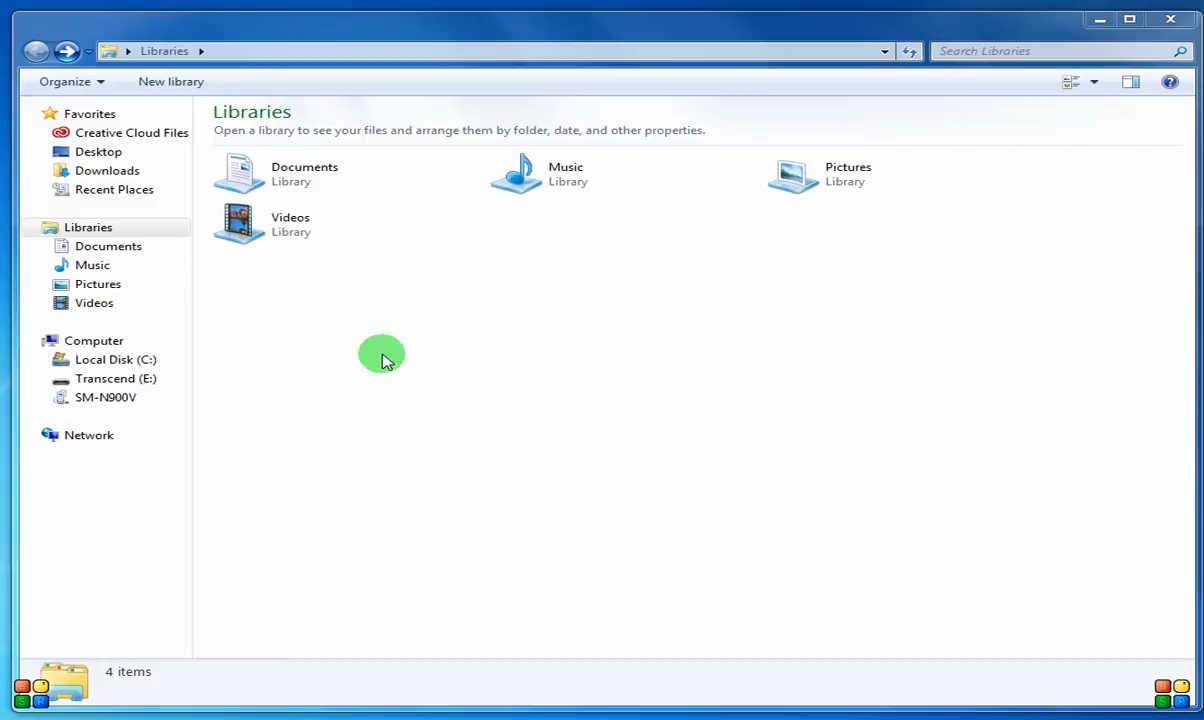 Libraries
Search Libraries
Organize
New library
Favorites
Creative Cloud Files
Desktop
Downloads
Recent Places
Libraries
Documents
Music
Pictures
Videos
Computer
Local Disk (C:)
Transcend (E:)
SM-N900V
Network
Libraries
Open a library to see your files and arrange them by folder, date, and other properties.
Documents
Library
Music
Library
Pictures
Library
Videos
Library
4 items